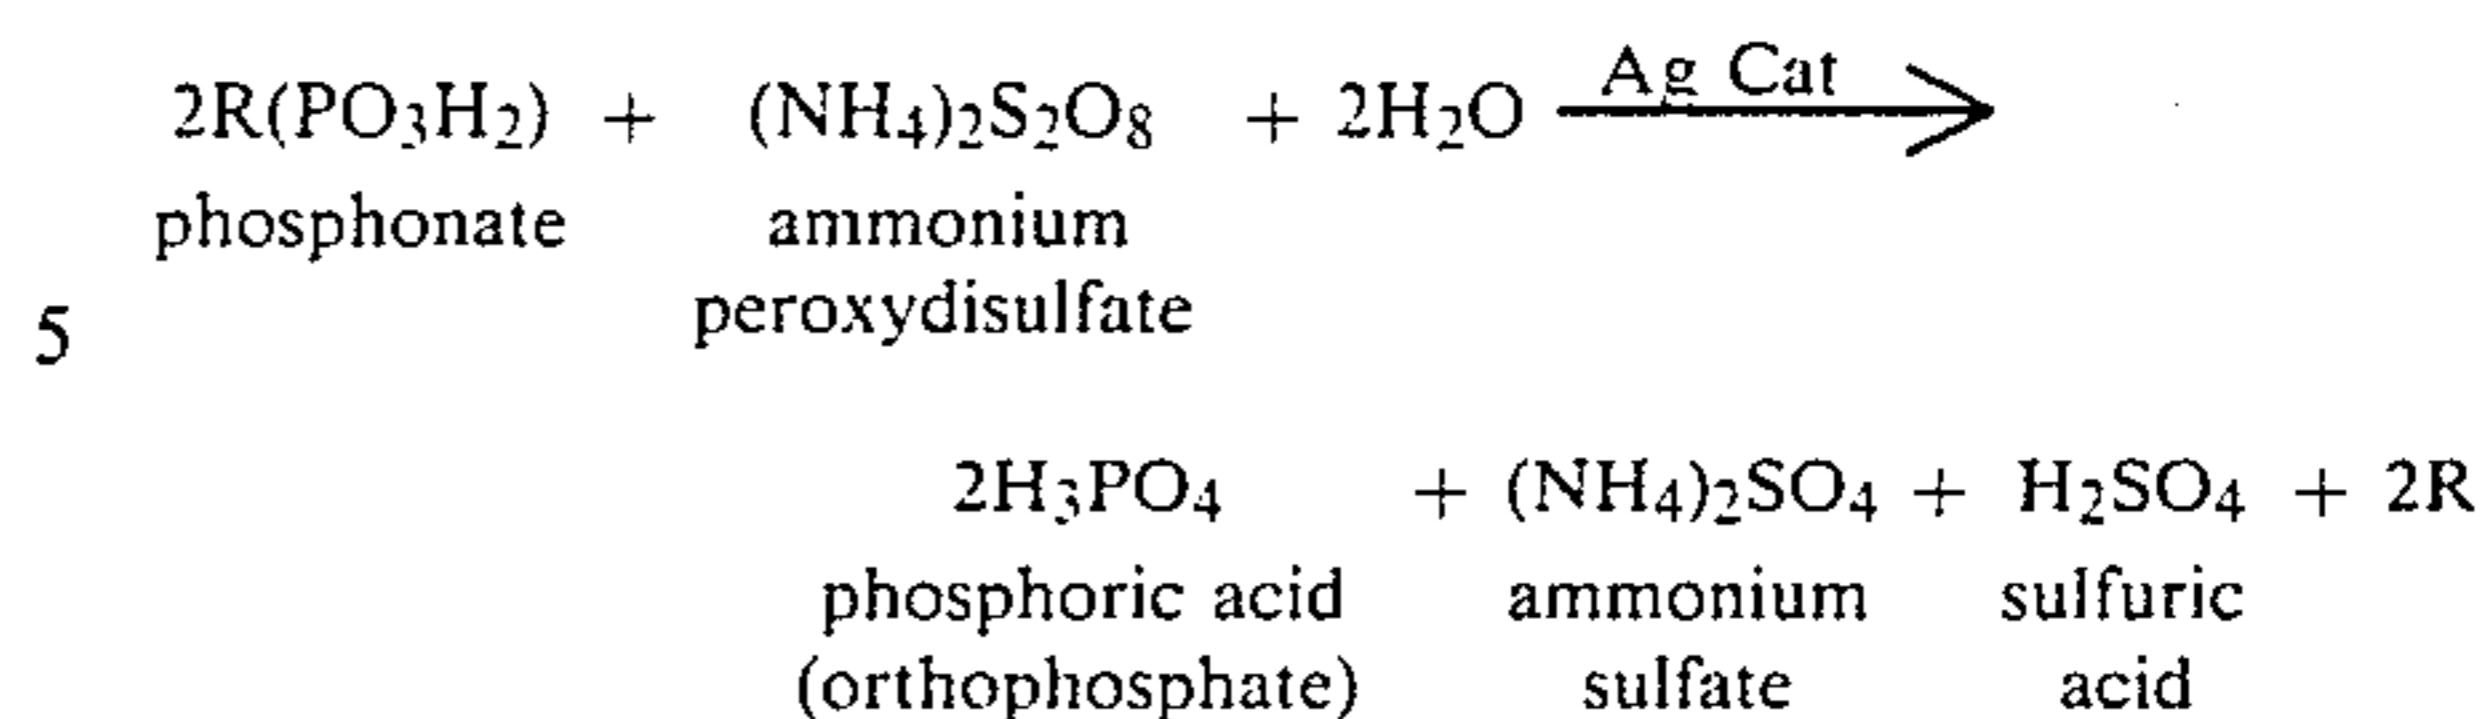 Ag Cat
2R(PO₃H₂) + (NH₄)₂S₂O₈ + 2H₂O
phosphonate ammonium
peroxydisulfate
5
2H₃PO₄ + (NH₄)₂SO₄ + H₂SO₄ + 2R
phosphoric acid ammonium sulfuric
(orthophosphate) sulfate acid